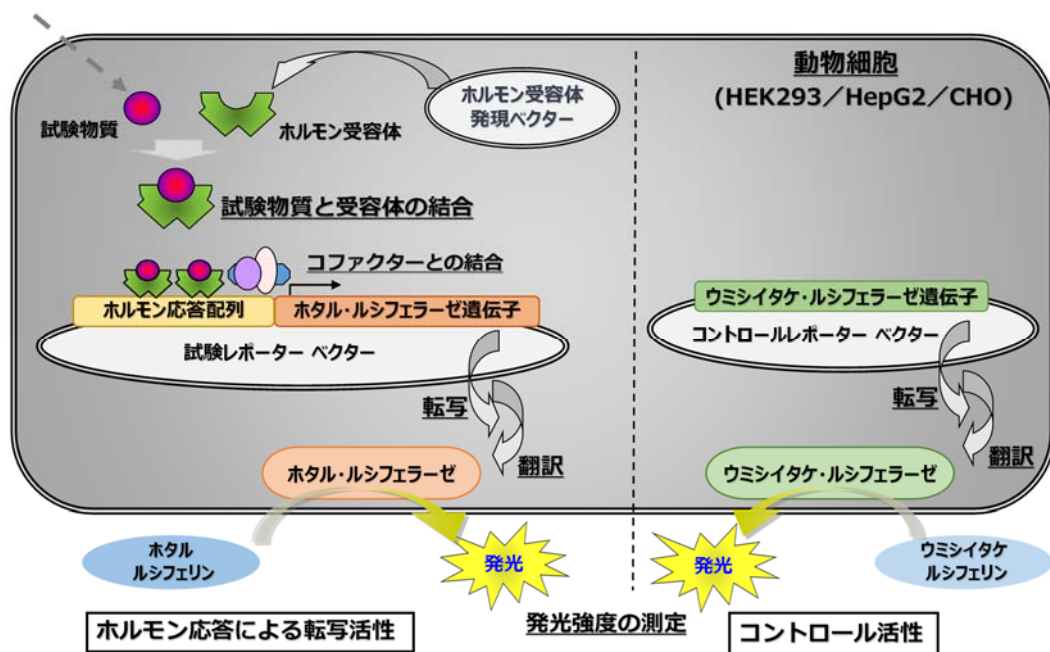 動物細胞
(HEK293／HepG2／CHO)
ホルモン受容体
発現ベクター
試験物質
ホルモン受容体
試験物質と受容体の結合
コファクターとの結合
ホルモン応答配列
ホタル・ルシフェラーゼ遺伝子
試験レポーター ベクター
ウミシイタケ・ルシフェラーゼ遺伝子
コントロールレポーター ベクター
転写
翻訳
転写
翻訳
ホタル・ルシフェラーゼ
ウミシイタケ・ルシフェラーゼ
ホタル
ルシフェリン
発光
発光
ウミシイタケ
ルシフェリン
ホルモン応答による転写活性
発光強度の測定
コントロール活性